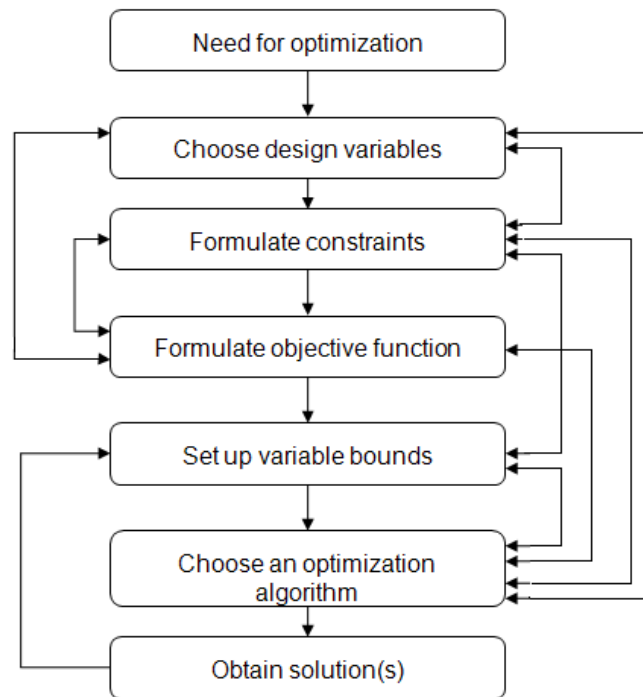 Need for optimization
Choose design variables
Formulate constraints
Formulate objective function
Set up variable bounds
Choose an optimization
algorithm
Obtain solution(s)